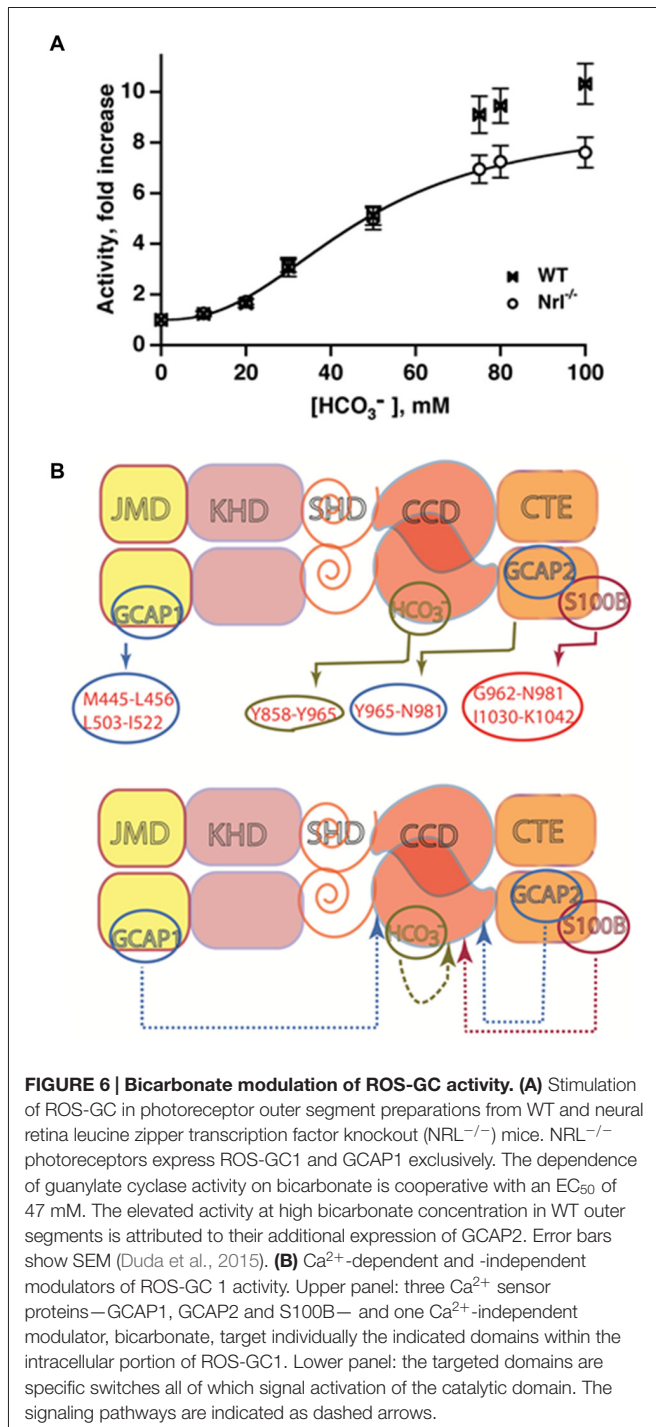 A
Activity, fold increase
10
8
6
4
2
0
WT
Nrl-/-
0 20 40 60 80 100
[HCO₃⁻], mM
B
JMD KHD SHD CCD CTE
GCAP1 HCO₃⁻ GCAP2 S100B
M445-L456
L503-I522
Y858-Y965
Y965-N981
G962-N981
I1030-K1042
JMD KHD SHD CCD CTE
GCAP1 HCO₃⁻ GCAP2 S100B
FIGURE 6 | Bicarbonate modulation of ROS-GC activity. (A) Stimulation
of ROS-GC in photoreceptor outer segment preparations from WT and neural
retina leucine zipper transcription factor knockout (NRL−/−) mice. NRL−/−
photoreceptors express ROS-GC1 and GCAP1 exclusively. The dependence
of guanylate cyclase activity on bicarbonate is cooperative with an EC₅₀ of
47 mM. The elevated activity at high bicarbonate concentration in WT outer
segments is attributed to their additional expression of GCAP2. Error bars
show SEM (Duda et al., 2015). (B) Ca²⁺-dependent and -independent
modulators of ROS-GC 1 activity. Upper panel: three Ca²⁺ sensor
proteins—GCAP1, GCAP2 and S100B— and one Ca²⁺-independent
modulator, bicarbonate, target individually the indicated domains within the
intracellular portion of ROS-GC1. Lower panel: the targeted domains are
specific switches all of which signal activation of the catalytic domain. The
signaling pathways are indicated as dashed arrows.